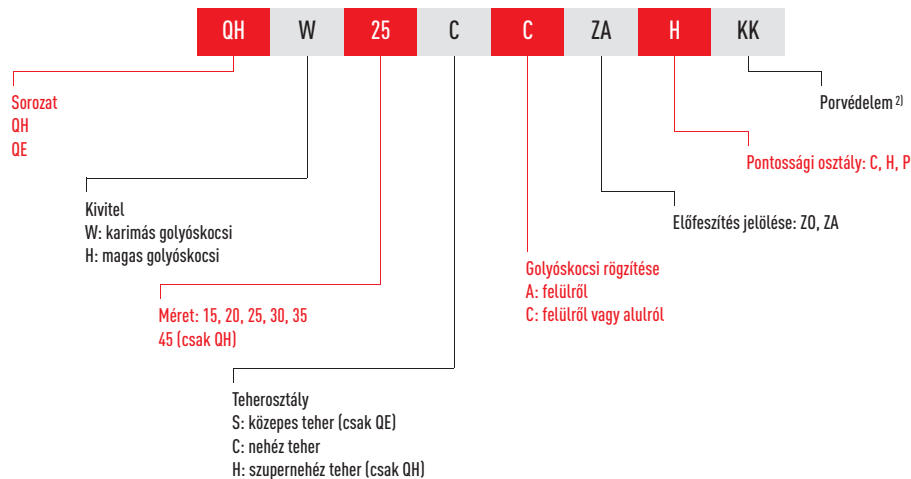 QH W 25 C C ZA H KK
Sorozat
QH
QE
Porvédelem 2)
Pontossági osztály: C, H, P
Kivitel
W: karimás golyóskocsi
H: magas golyóskocsi
Előfeszítés jelölése: ZO, ZA
Golyóskocsi rögzítése
A: felülről
C: felülről vagy alulról
Méret: 15, 20, 25, 30, 35
45 (csak QH)
Teherosztály
S: közepes teher (csak QE)
C: nehéz teher
H: szupernehéz teher (csak QH)